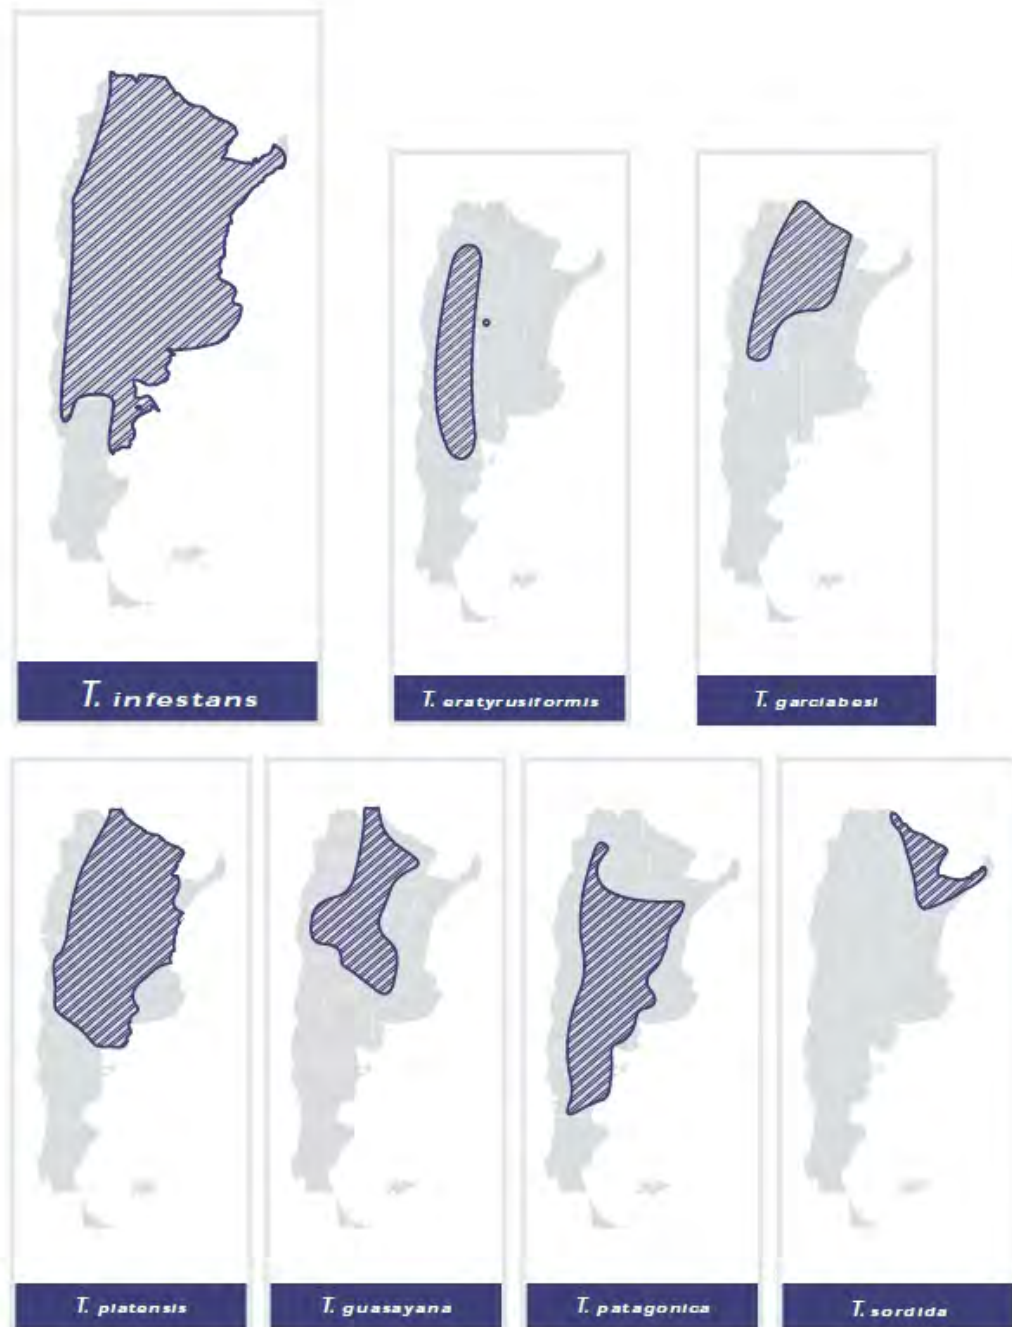 T. infestans
T. eratyrusiformis
T. garciabesi
T. platensis
T. guasayana
T. patagonica
T. sordida